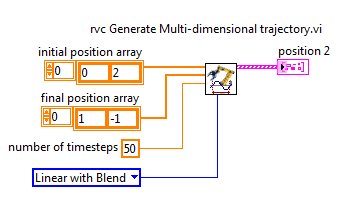 rvc Generate Multi-dimensional trajectory.vi
initial position array
position 2
0 0 2
final position array
0 1 -1
number of timesteps 50
Linear with Blend